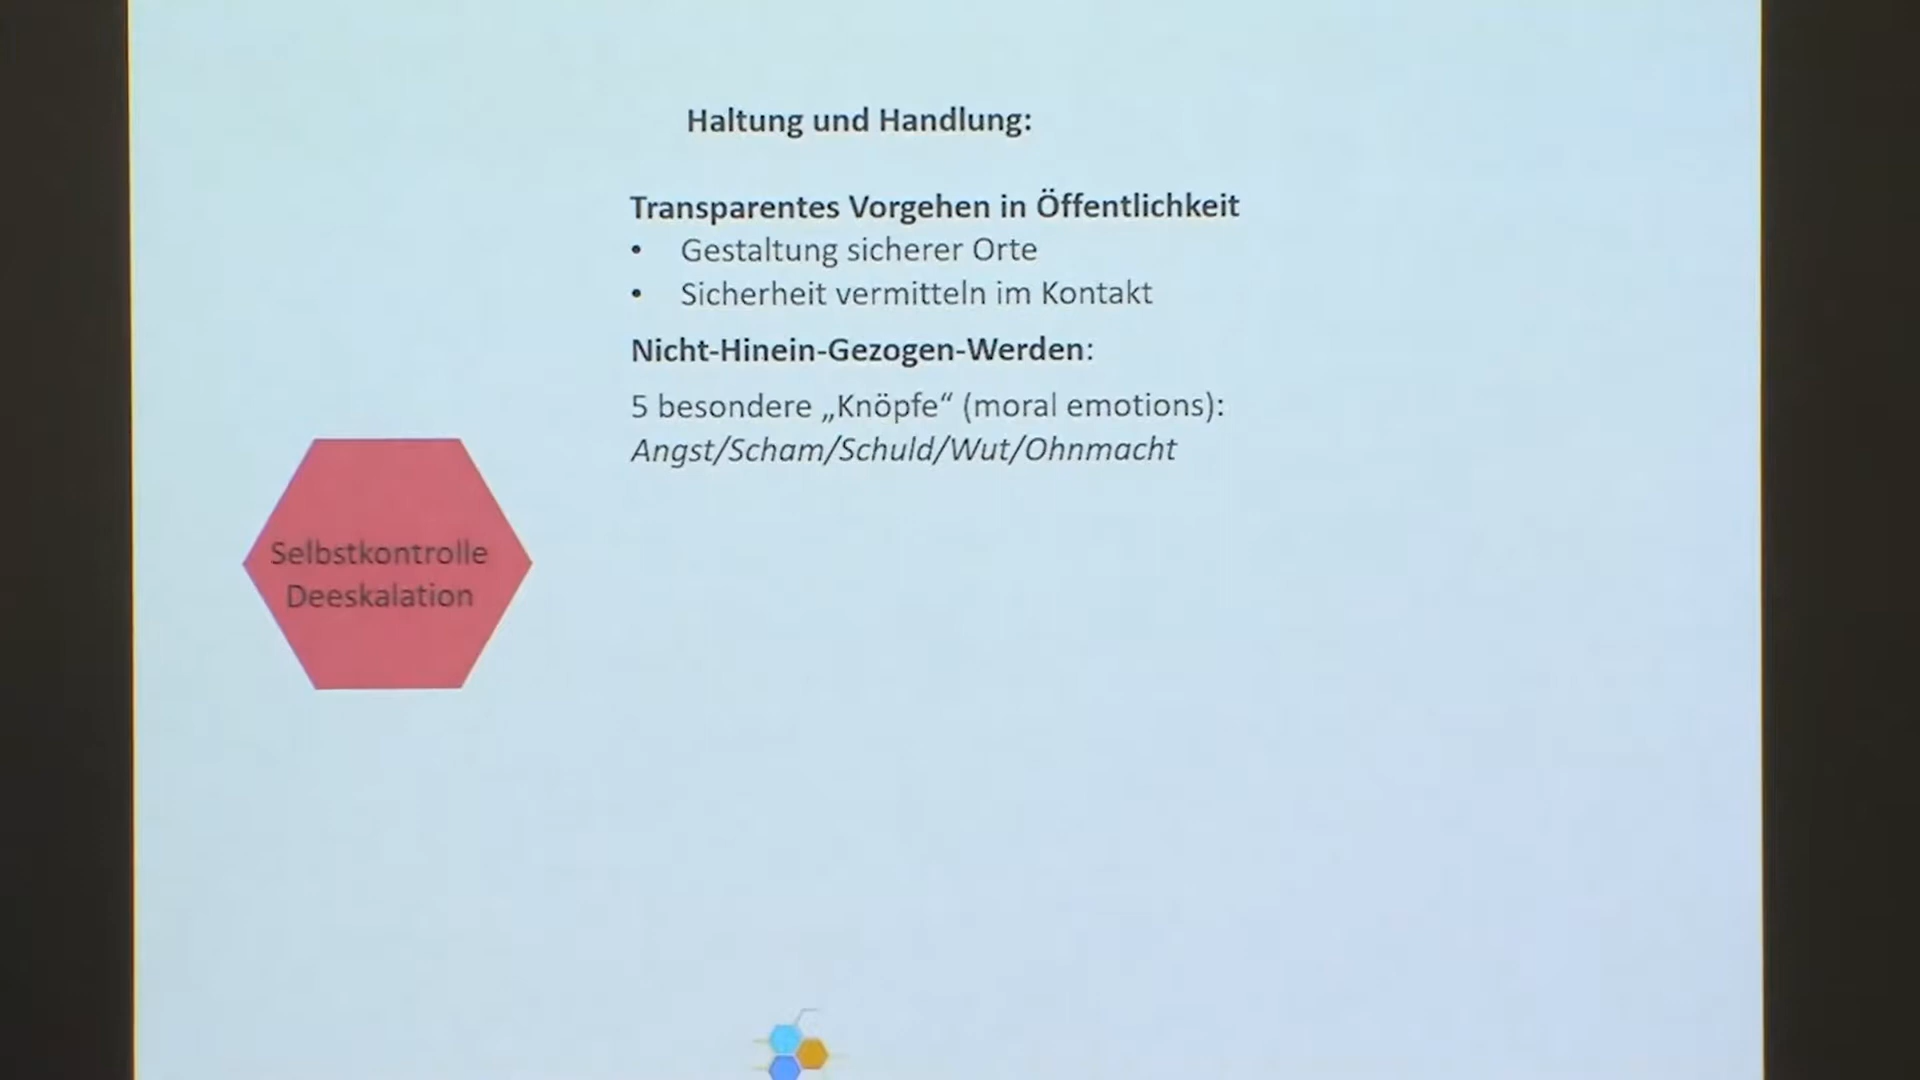 Haltung und Handlung:
Transparentes Vorgehen in Öffentlichkeit
• Gestaltung sicherer Orte
• Sicherheit vermitteln im Kontakt
Nicht-Hinein-Gezogen-Werden:
5 besondere „Knöpfe“ (moral emotions):
Angst/Scham/Schuld/Wut/Ohnmacht
Selbstkontrolle
Deeskalation